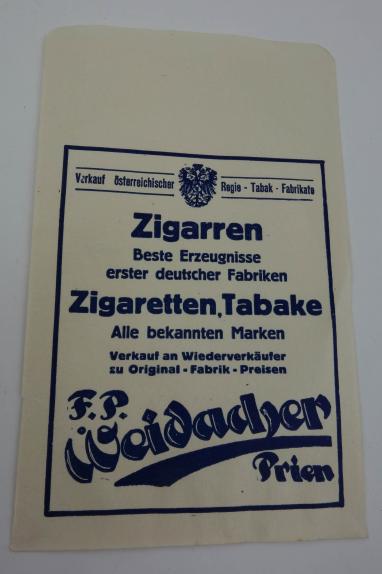 Verkauf österreichischer Regie - Tabak - Fabrikate
Zigarren
Beste Erzeugnisse
erster deutscher Fabriken
Zigaretten, Tabake
Alle bekannten Marken
Verkauf an Wiederverkäufer
zu Original - Fabrik - Preisen
F. P.
Weidacher
Prien